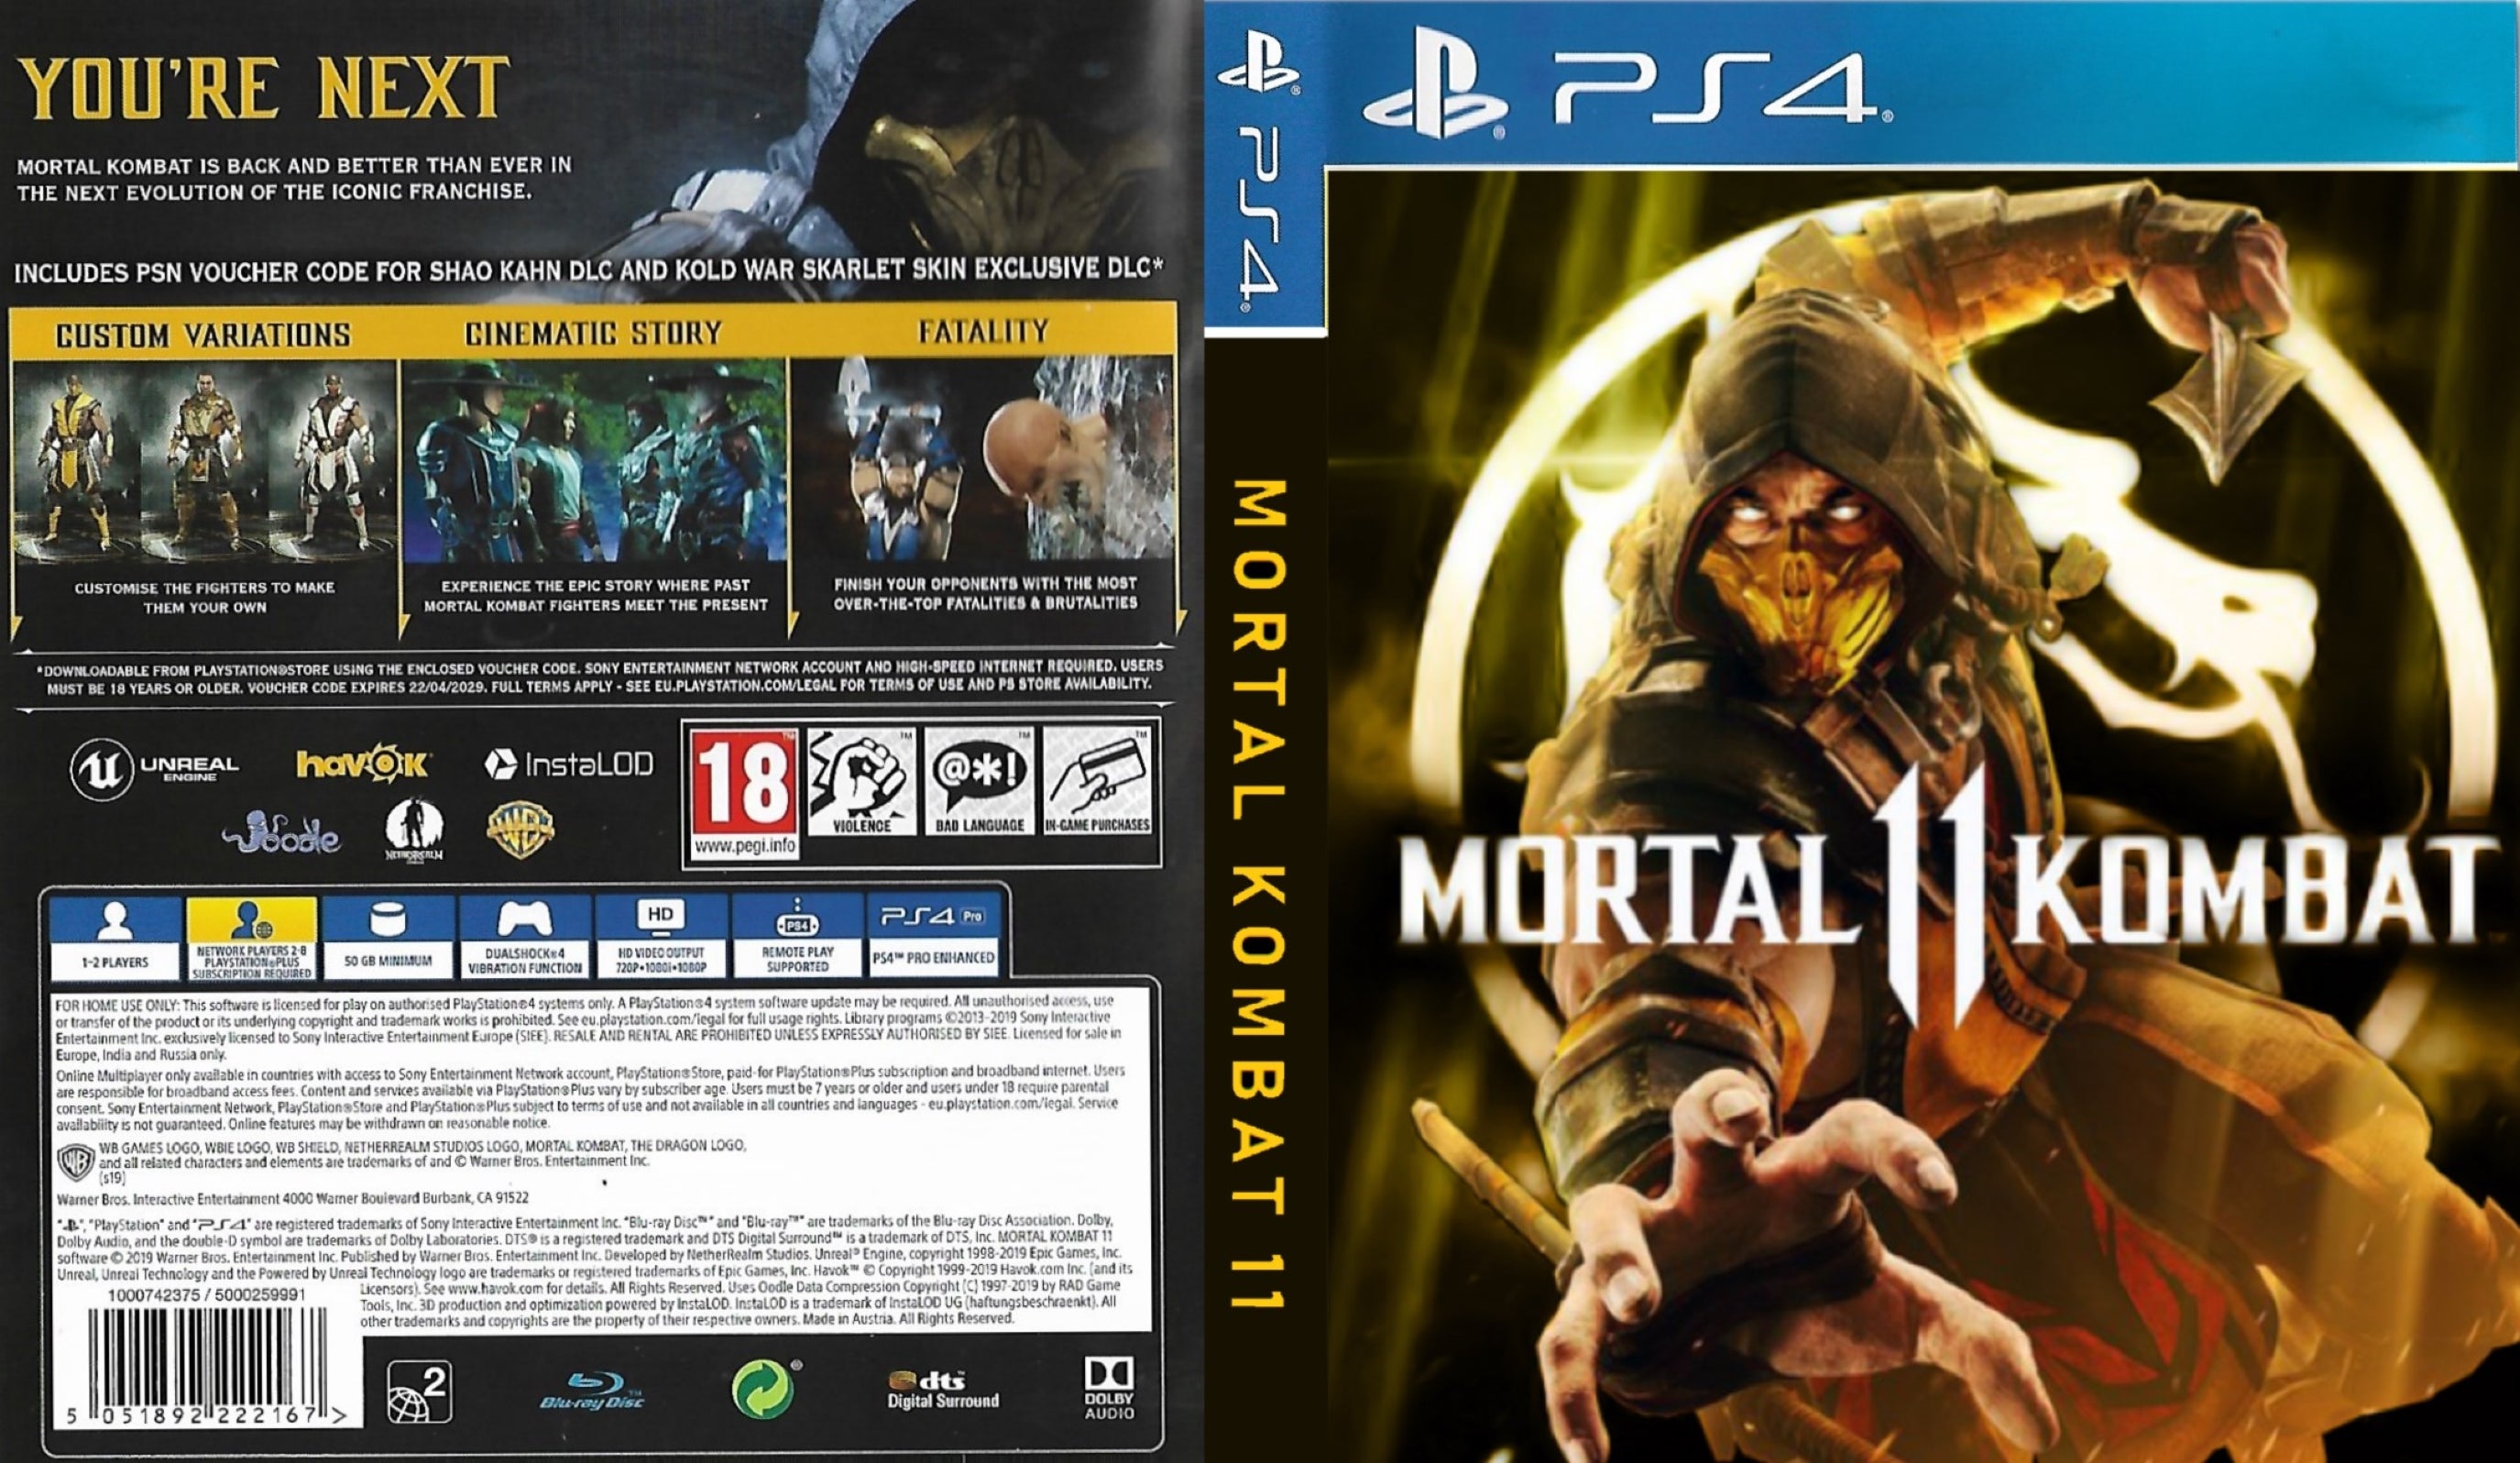 YOU'RE NEXT
MORTAL KOMBAT IS BACK AND BETTER THAN EVER IN
THE NEXT EVOLUTION OF THE ICONIC FRANCHISE.
INCLUDES PSN VOUCHER CODE FOR SHAO KAHN DLC AND KOLD WAR SKARLET SKIN EXCLUSIVE DLC*
CUSTOM VARIATIONS
CUSTOMISE THE FIGHTERS TO MAKE
THEM YOUR OWN
CINEMATIC STORY
EXPERIENCE THE EPIC STORY WHERE PAST
MORTAL KOMBAT FIGHTERS MEET THE PRESENT
FATALITY
FINISH YOUR OPPONENTS WITH THE MOST
OVER-THE-TOP FATALITIES & BRUTALITIES
*DOWNLOADABLE FROM PLAYSTATION®STORE USING THE ENCLOSED VOUCHER CODE. SONY ENTERTAINMENT NETWORK ACCOUNT AND HIGH-SPEED INTERNET REQUIRED. USERS
MUST BE 18 YEARS OR OLDER. VOUCHER CODE EXPIRES 22/04/2029. FULL TERMS APPLY - SEE EU.PLAYSTATION.COM/LEGAL FOR TERMS OF USE AND PS STORE AVAILABILITY.
UNREAL
ENGINE
havok
InstaLOD
oodle
NETHERREALM
WB
18
www.pegi.info
VIOLENCE
@*!
BAD LANGUAGE
IN-GAME PURCHASES
1-2 PLAYERS
NETWORK PLAYERS 2-8
PLAYSTATION®PLUS
SUBSCRIPTION REQUIRED
50 GB MINIMUM
DUALSHOCK®4
VIBRATION FUNCTION
HD
HD VIDEO OUTPUT
720P•1080i•1080P
PS4
REMOTE PLAY
SUPPORTED
PS4 Pro
PS4™ PRO ENHANCED
FOR HOME USE ONLY: This software is licensed for play on authorised PlayStation®4 systems only. A PlayStation®4 system software update may be required. All unauthorised access, use
or transfer of the product or its underlying copyright and trademark works is prohibited. See eu.playstation.com/legal for full usage rights. Library programs ©2013-2019 Sony Interactive
Entertainment Inc. exclusively licensed to Sony Interactive Entertainment Europe (SIEE). RESALE AND RENTAL ARE PROHIBITED UNLESS EXPRESSLY AUTHORISED BY SIEE. Licensed for sale in
Europe, India and Russia only.
Online Multiplayer only available in countries with access to Sony Entertainment Network account, PlayStation®Store, paid-for PlayStation®Plus subscription and broadband internet. Users
are responsible for broadband access fees. Content and services available via PlayStation®Plus vary by subscriber age. Users must be 7 years or older and users under 18 require parental
consent. Sony Entertainment Network, PlayStation®Store and PlayStation®Plus subject to terms of use and not available in all countries and languages - eu.playstation.com/legal. Service
availability is not guaranteed. Online features may be withdrawn on reasonable notice.
WB GAMES LOGO, WBIE LOGO, WB SHIELD, NETHERREALM STUDIOS LOGO, MORTAL KOMBAT, THE DRAGON LOGO,
and all related characters and elements are trademarks of and © Warner Bros. Entertainment Inc.
(s19)
Warner Bros. Interactive Entertainment 4000 Warner Boulevard Burbank, CA 91522
"PlayStation" and "PS4" are registered trademarks of Sony Interactive Entertainment Inc. "Blu-ray Disc™" and "Blu-ray™" are trademarks of the Blu-ray Disc Association. Dolby,
Dolby Audio, and the double-D symbol are trademarks of Dolby Laboratories. DTS® is a registered trademark and DTS Digital Surround™ is a trademark of DTS, Inc. MORTAL KOMBAT 11
software © 2019 Warner Bros. Entertainment Inc. Published by Warner Bros. Entertainment Inc. Developed by NetherRealm Studios. Unreal® Engine, copyright 1998-2019 Epic Games, Inc.
Unreal, Unreal Technology and the Powered by Unreal Technology logo are trademarks or registered trademarks of Epic Games, Inc. Havok™ © Copyright 1999-2019 Havok.com Inc. (and its
Licensors). See www.havok.com for details. All Rights Reserved. Uses Oodle Data Compression Copyright (C) 1997-2019 by RAD Game
Tools, Inc. 3D production and optimization powered by InstaLOD. InstaLOD is a trademark of InstaLOD UG (haftungsbeschraenkt). All
other trademarks and copyrights are the property of their respective owners. Made in Austria. All Rights Reserved.
1000742375 / 5000259991
5 051892 222167 >
2
Blu-ray Disc™
dts
Digital Surround
DOLBY
AUDIO
PS4
MORTAL KOMBAT 11
PS4
MORTAL 11 KOMBAT